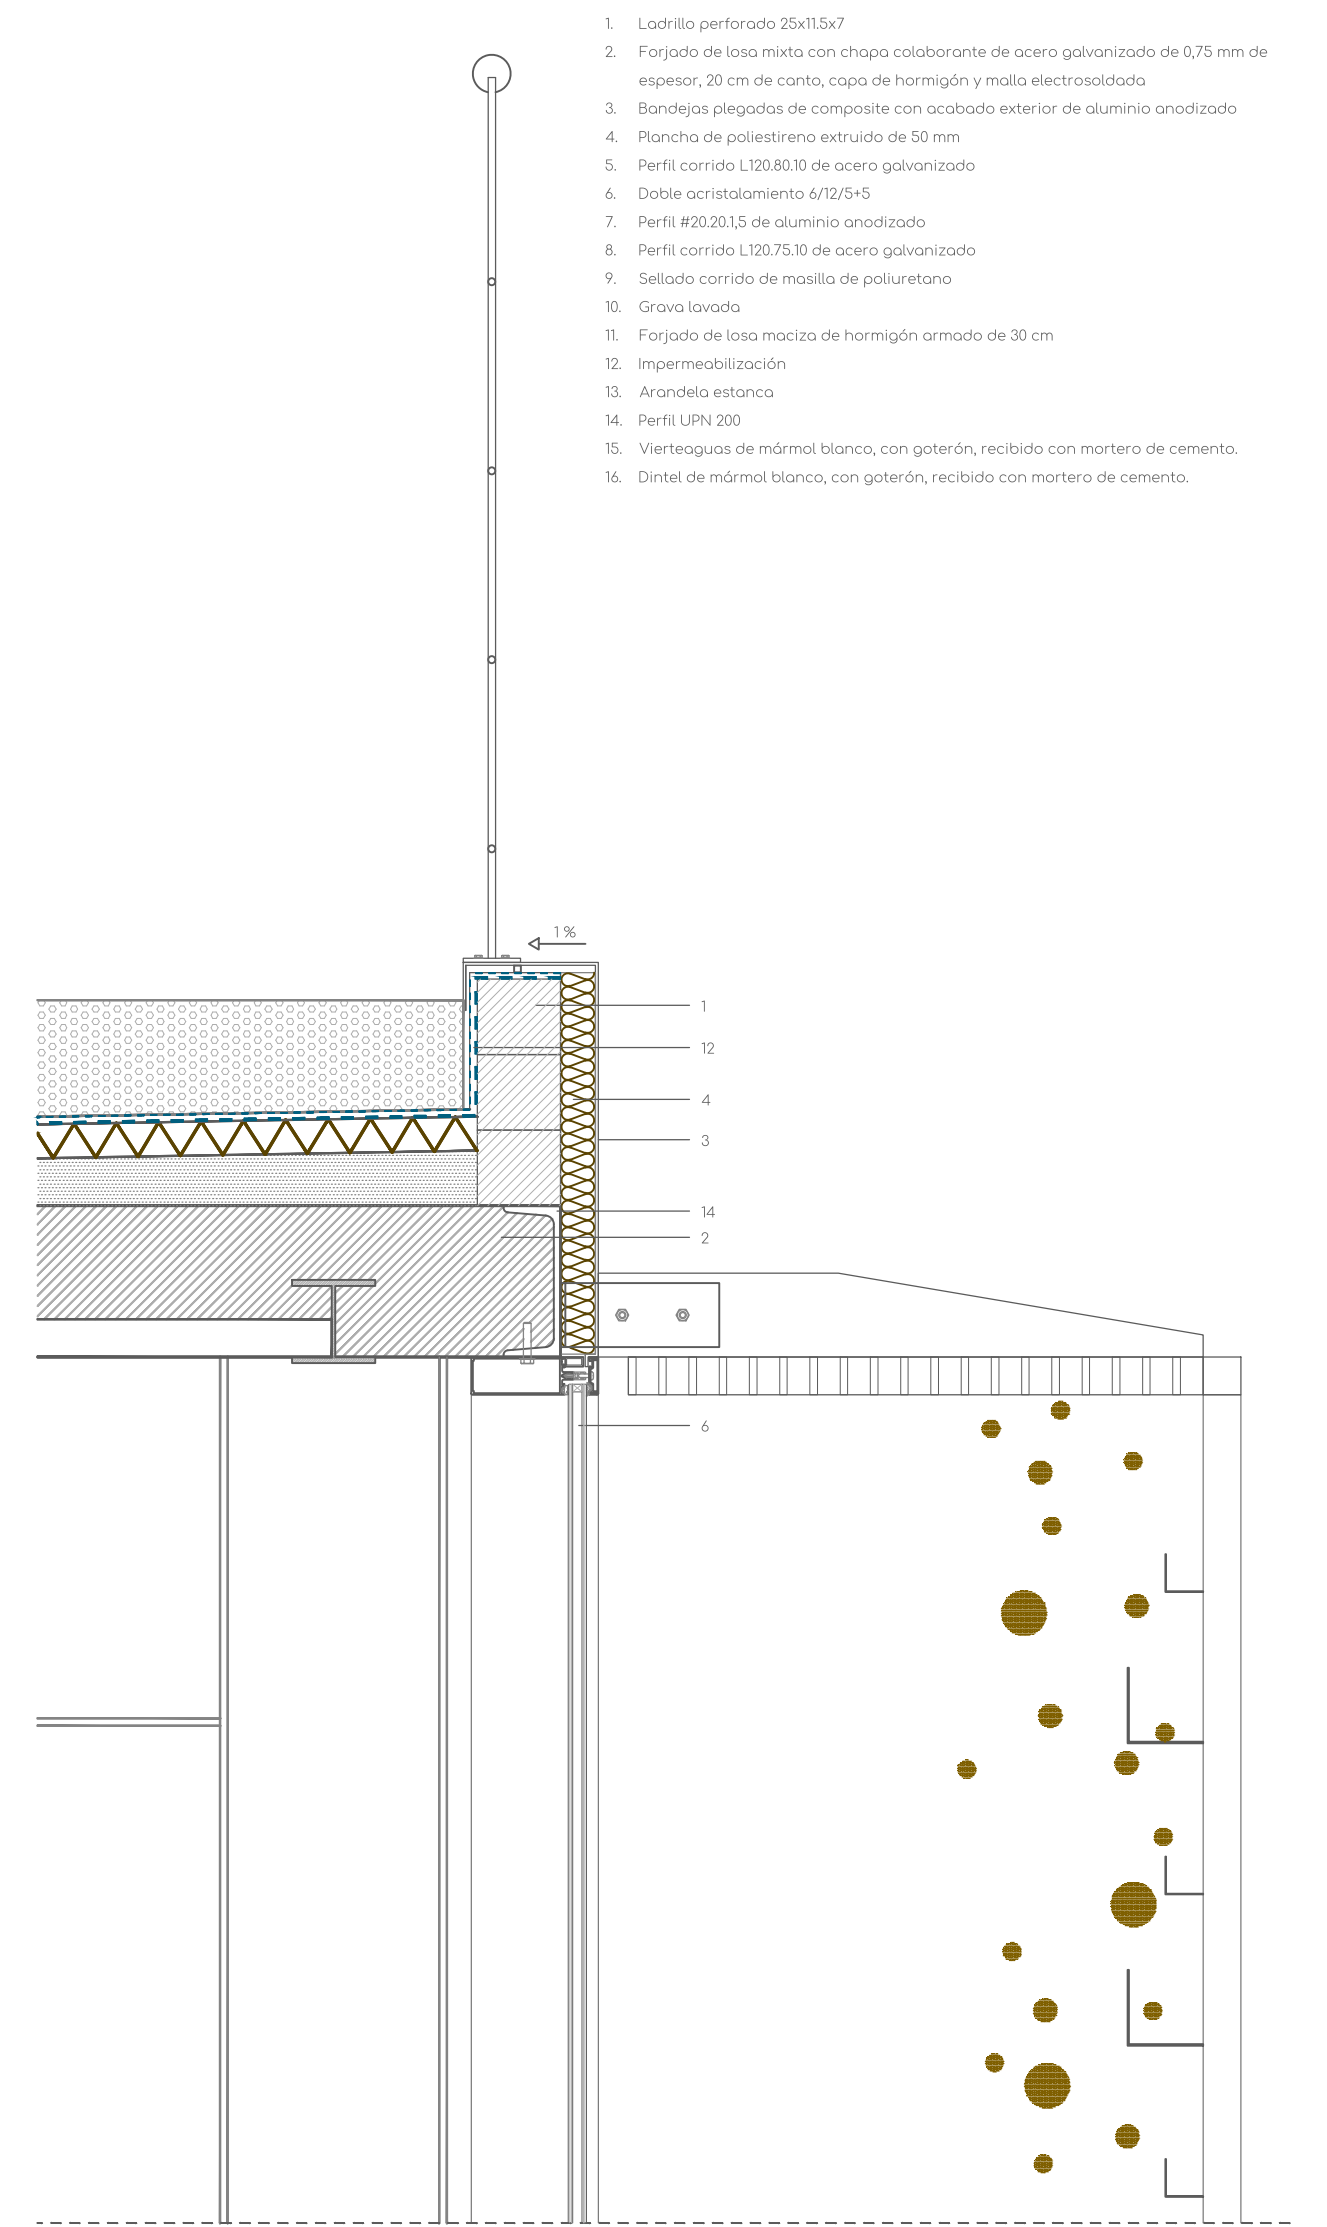 1. Ladrillo perforado 25x11.5x7
2. Forjado de losa mixta con chapa colaborante de acero galvanizado de 0,75 mm de
espesor, 20 cm de canto, capa de hormigón y malla electrosoldada
3. Bandejas plegadas de composite con acabado exterior de aluminio anodizado
4. Plancha de poliestireno extruido de 50 mm
5. Perfil corrido L120.80.10 de acero galvanizado
6. Doble acristalamiento 6/12/5+5
7. Perfil #20.20.1,5 de aluminio anodizado
8. Perfil corrido L120.75.10 de acero galvanizado
9. Sellado corrido de masilla de poliuretano
10. Grava lavada
11. Forjado de losa maciza de hormigón armado de 30 cm
12. Impermeabilización
13. Arandela estanca
14. Perfil UPN 200
15. Vierteaguas de mármol blanco, con goterón, recibido con mortero de cemento.
16. Dintel de mármol blanco, con goterón, recibido con mortero de cemento.
1 %
1
12
4
3
14
2
6